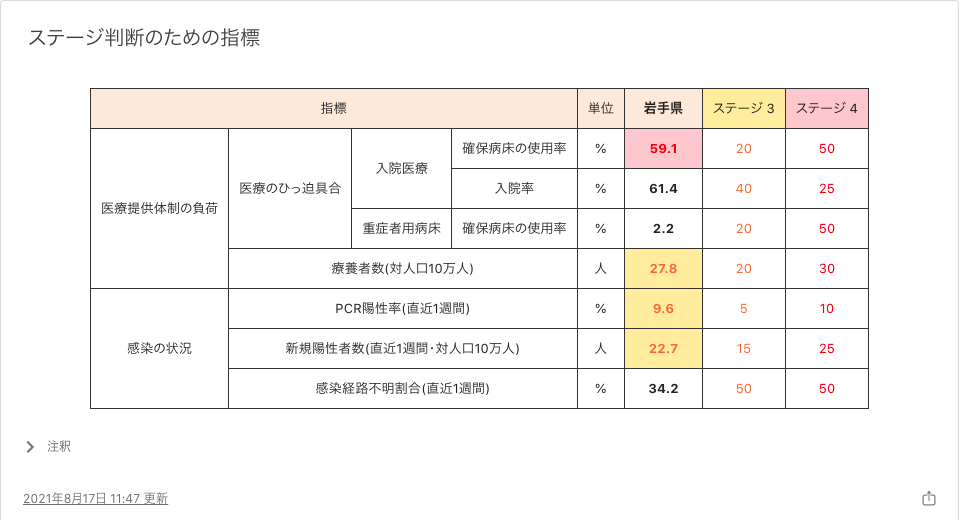 ステージ判断のための指標
指標 単位 岩手県 ステージ 3 ステージ 4
医療提供体制の負荷 医療のひっ迫具合 入院医療 確保病床の使用率 % 59.1 20 50
入院率 % 61.4 40 25
重症者用病床 確保病床の使用率 % 2.2 20 50
療養者数(対人口10万人) 人 27.8 20 30
感染の状況 PCR陽性率(直近1週間) % 9.6 5 10
新規陽性者数(直近1週間・対人口10万人) 人 22.7 15 25
感染経路不明割合(直近1週間) % 34.2 50 50
注釈
2021年8月17日 11:47 更新